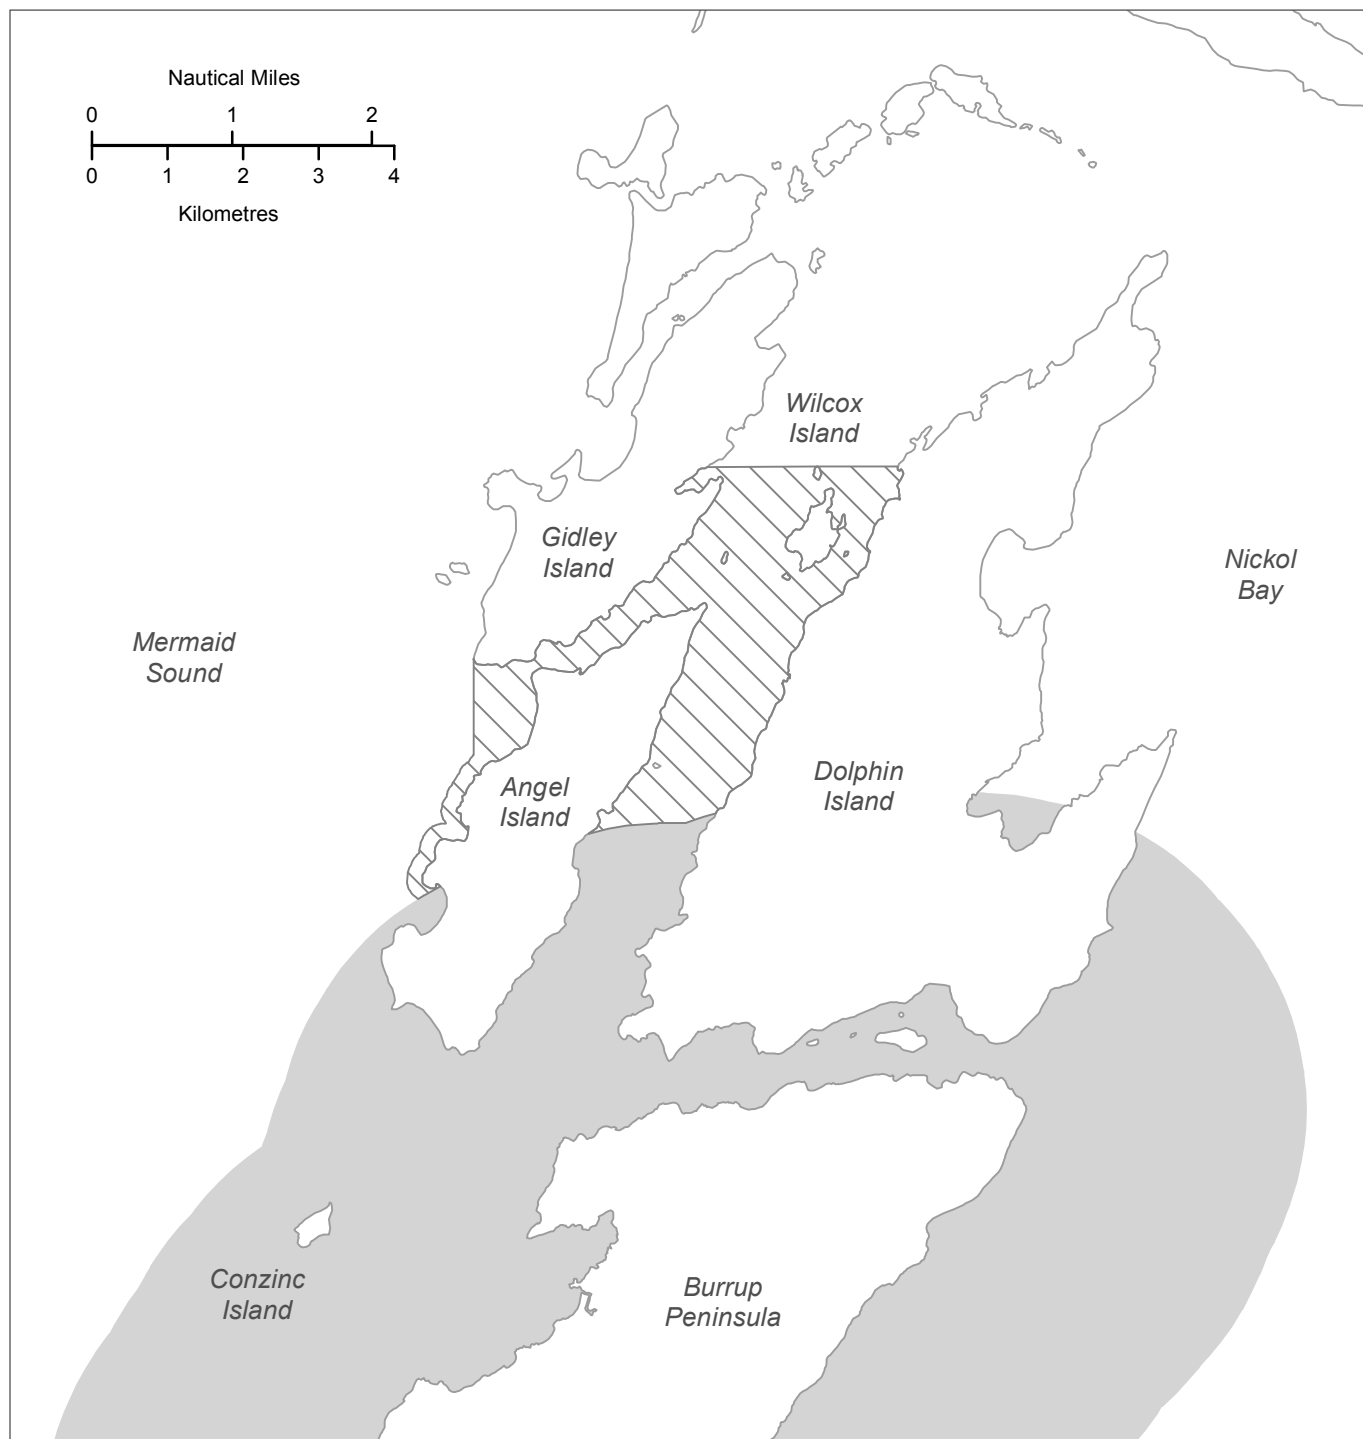 Nautical Miles
0 1 2
0 1 2 3 4
Kilometres
Wilcox
Island
Gidley
Island
Nickol
Bay
Mermaid
Sound
Angel
Island
Dolphin
Island
Conzinc
Island
Burrup
Peninsula